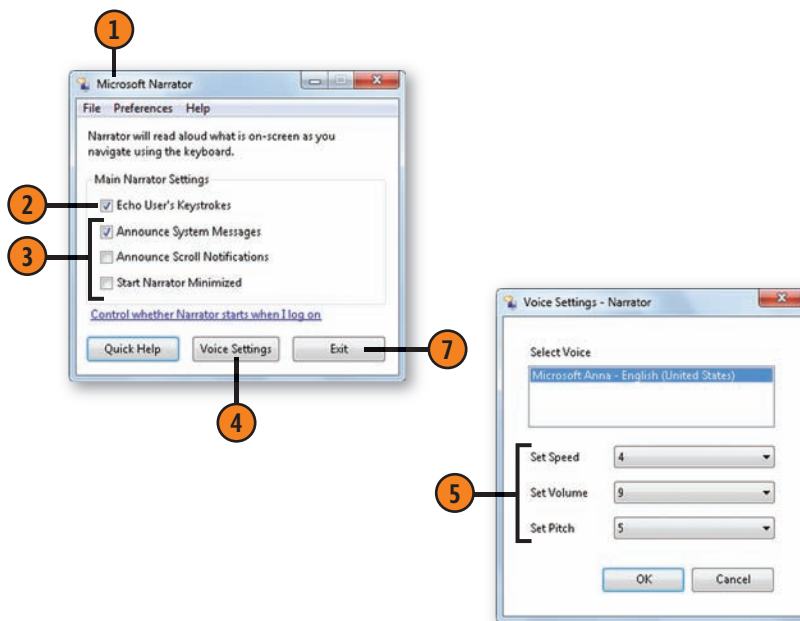 1
Microsoft Narrator
File Preferences Help
Narrator will read aloud what is on-screen as you
navigate using the keyboard.
Main Narrator Settings
2
Echo User's Keystrokes
3
Announce System Messages
Announce Scroll Notifications
Start Narrator Minimized
Control whether Narrator starts when I log on
Quick Help Voice Settings Exit
7
4
Voice Settings - Narrator
Select Voice
Microsoft Anna - English (United States)
5
Set Speed 4
Set Volume 9
Set Pitch 5
OK Cancel